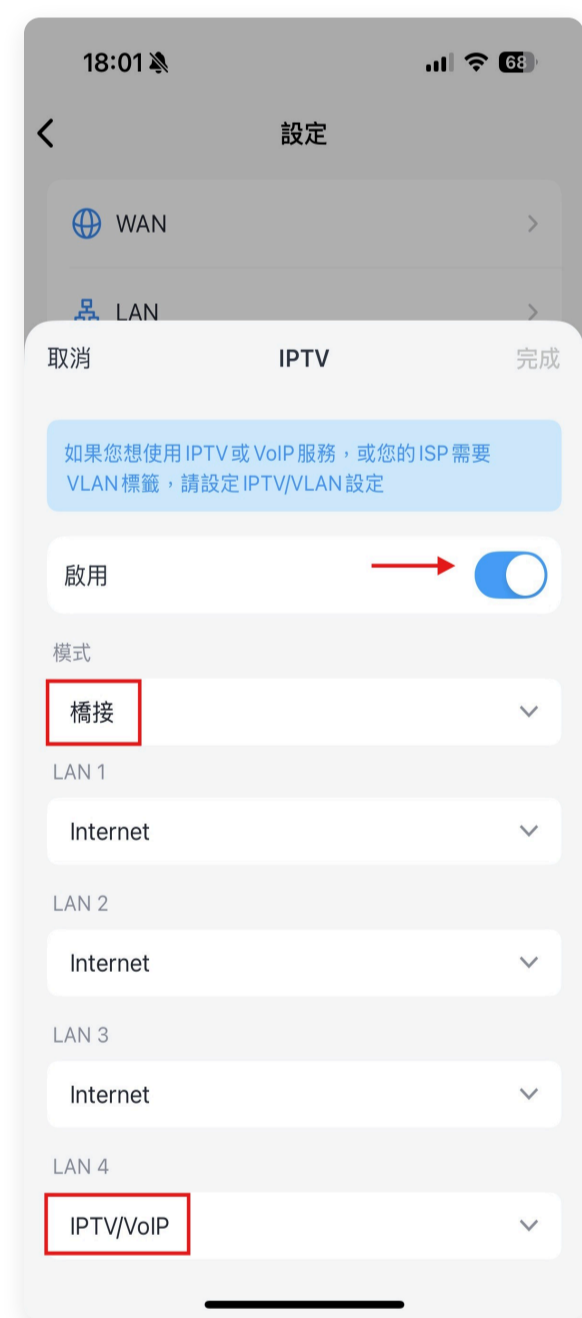 18:01
68
設定
WAN
LAN
取消 IPTV 完成
如果您想使用IPTV或VoIP服務，或您的ISP需要
VLAN標籤，請設定IPTV/VLAN設定
啟用
模式
橋接
LAN 1
Internet
LAN 2
Internet
LAN 3
Internet
LAN 4
IPTV/VoIP